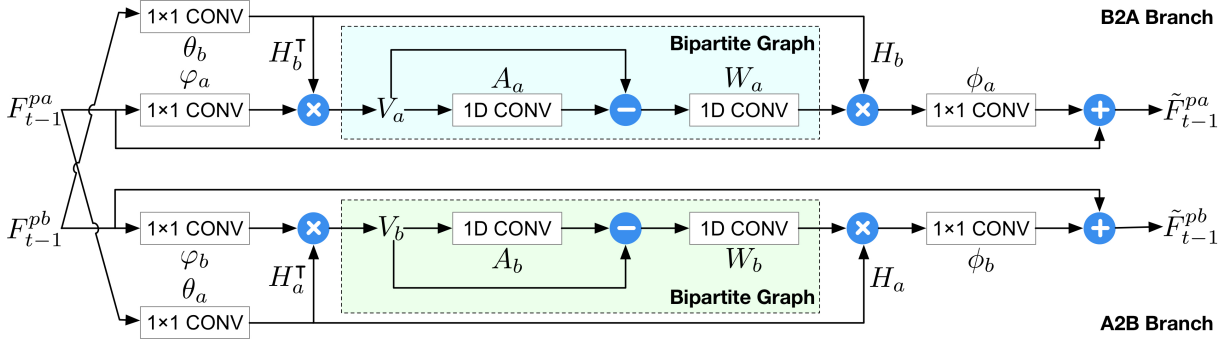 1×1 CONV B2A Branch
θ_b H_b^⊤ Bipartite Graph H_b
φ_a A_a W_a ϕ_a
F_{t-1}^{pa} 1×1 CONV V_a 1D CONV 1D CONV 1×1 CONV F̃_{t-1}^{pa}
F_{t-1}^{pb} 1×1 CONV V_b 1D CONV 1D CONV 1×1 CONV F̃_{t-1}^{pb}
φ_b A_b W_b ϕ_b
θ_a H_a^⊤ Bipartite Graph H_a
1×1 CONV A2B Branch